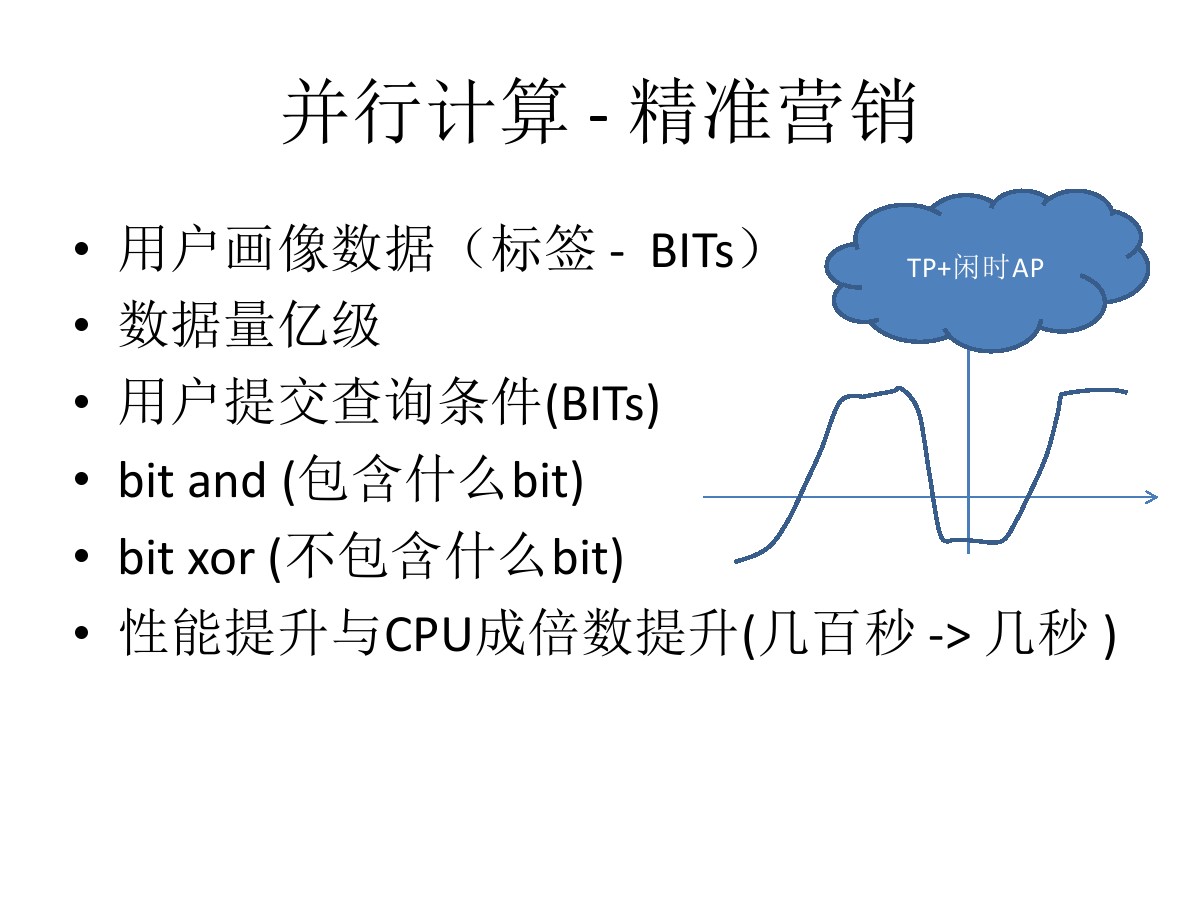 并行计算 - 精准营销
• 用户画像数据（标签 - BITs）
• 数据量亿级
• 用户提交查询条件(BITs)
• bit and (包含什么bit)
• bit xor (不包含什么bit)
• 性能提升与CPU成倍数提升(几百秒 -> 几秒 )
TP+闲时AP